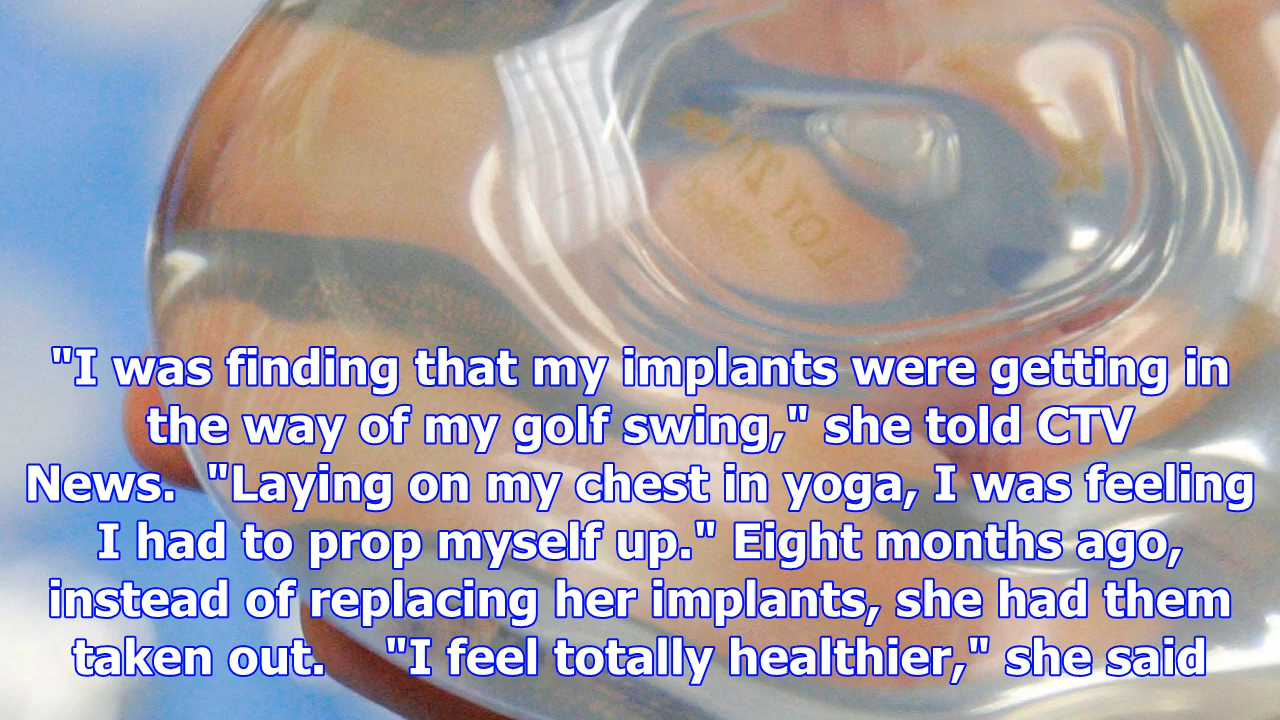 "I was finding that my implants were getting in
the way of my golf swing," she told CTV
News.  "Laying on my chest in yoga, I was feeling
I had to prop myself up." Eight months ago,
instead of replacing her implants, she had them
taken out.    "I feel totally healthier," she said
LOT